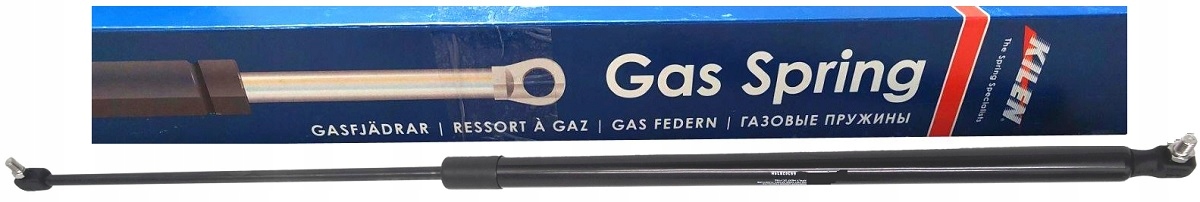 Gas Spring
GASFJÄDRAR | RESSORT À GAZ | GAS FEDERN | ГАЗОВЫЕ ПРУЖИНЫ
KILEN
The Spring Specialists